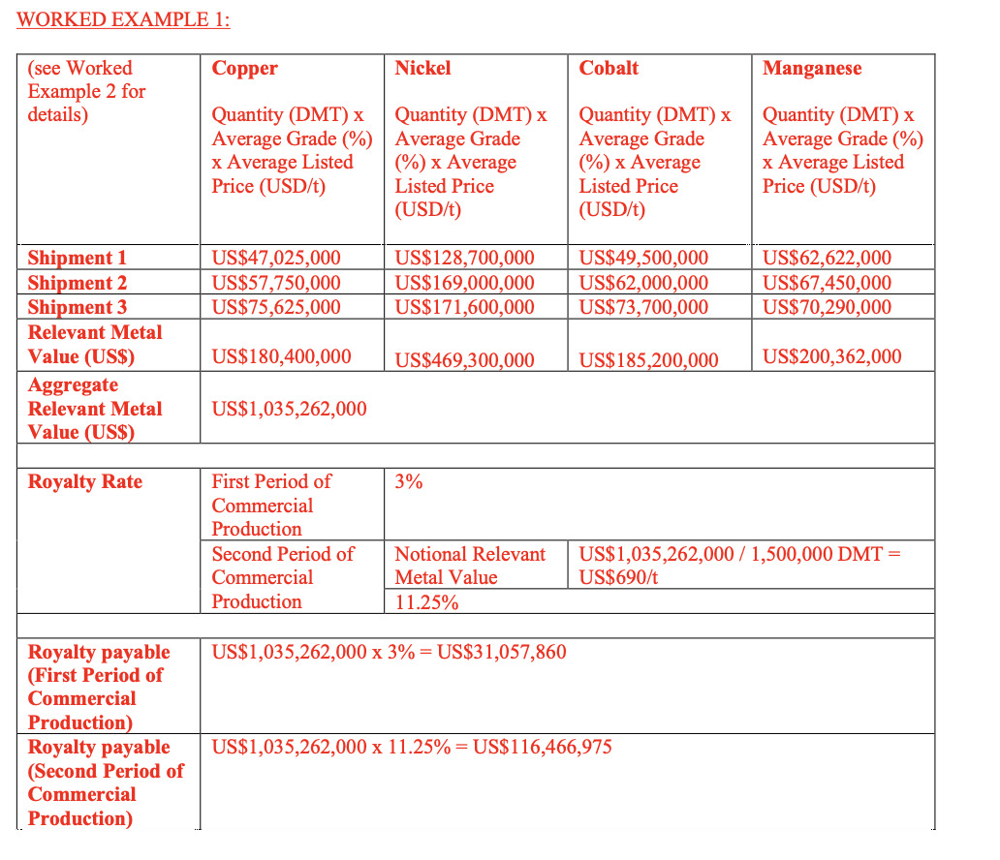 WORKED EXAMPLE 1:
(see Worked
Example 2 for
details)
Copper
Quantity (DMT) x
Average Grade (%)
x Average Listed
Price (USD/t)
Nickel
Quantity (DMT) x
Average Grade
(%) x Average
Listed Price
(USD/t)
Cobalt
Quantity (DMT) x
Average Grade
(%) x Average
Listed Price
(USD/t)
Manganese
Quantity (DMT) x
Average Grade (%)
x Average Listed
Price (USD/t)
Shipment 1 US$47,025,000 US$128,700,000 US$49,500,000 US$62,622,000
Shipment 2 US$57,750,000 US$169,000,000 US$62,000,000 US$67,450,000
Shipment 3 US$75,625,000 US$171,600,000 US$73,700,000 US$70,290,000
Relevant Metal
Value (US$) US$180,400,000 US$469,300,000 US$185,200,000 US$200,362,000
Aggregate
Relevant Metal
Value (US$)
US$1,035,262,000
Royalty Rate
First Period of
Commercial
Production
3%
Second Period of
Commercial
Production
Notional Relevant
Metal Value
US$1,035,262,000 / 1,500,000 DMT =
US$690/t
11.25%
Royalty payable
(First Period of
Commercial
Production)
US$1,035,262,000 x 3% = US$31,057,860
Royalty payable
(Second Period of
Commercial
Production)
US$1,035,262,000 x 11.25% = US$116,466,975